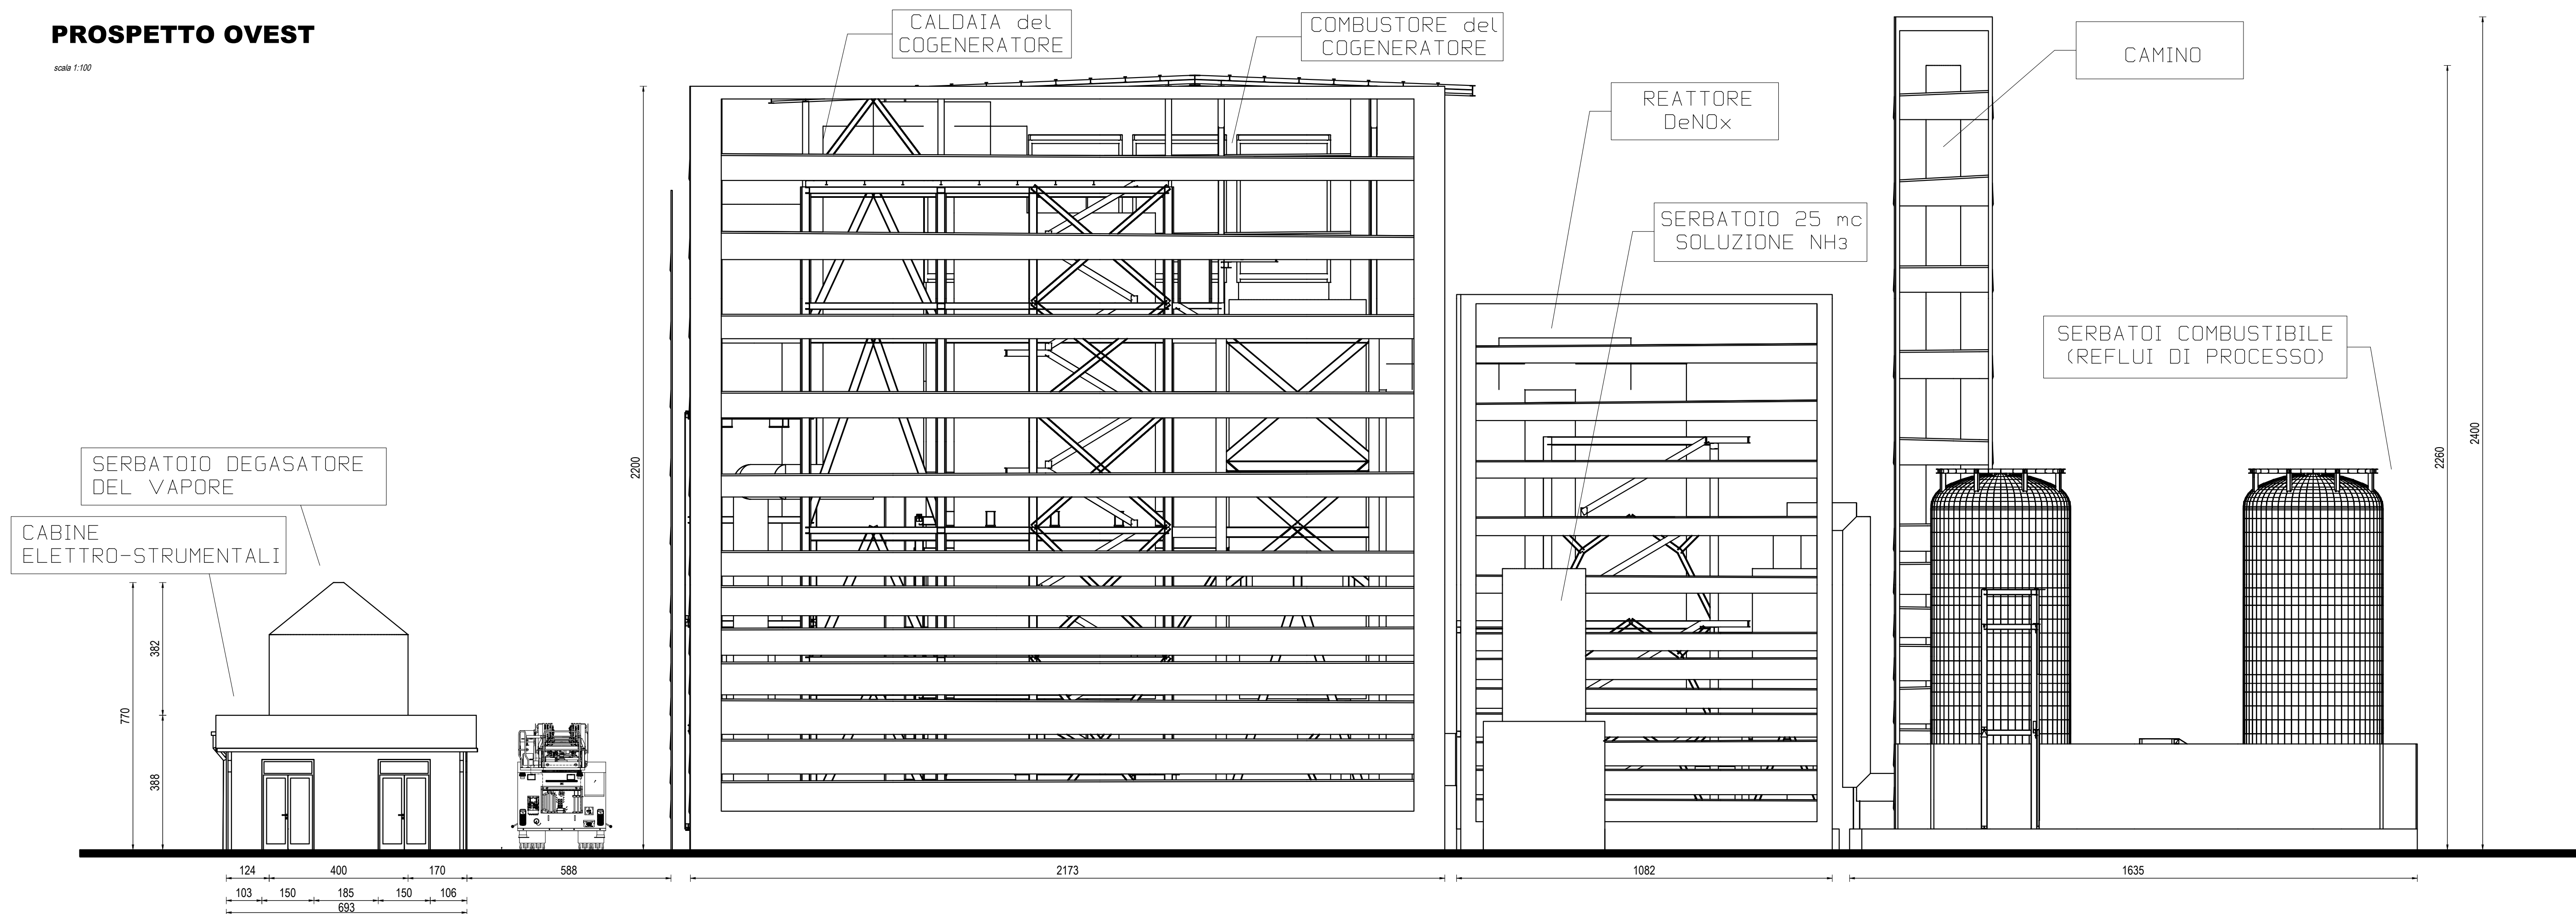 PROSPETTO OVEST
scala 1:100
CALDAIA del
COGENERATORE
COMBUSTORE del
COGENERATORE
CAMINO
REATTORE
DeNOx
SERBATOIO 25 mc
SOLUZIONE NH3
SERBATOI COMBUSTIBILE
(REFLUI DI PROCESSO)
SERBATOIO DEGASATORE
DEL VAPORE
CABINE
ELETTRO-STRUMENTALI
770
382
388
2200
2260
2400
124 400 170 588 2173 1082 1635
103 150 185 150 106
693